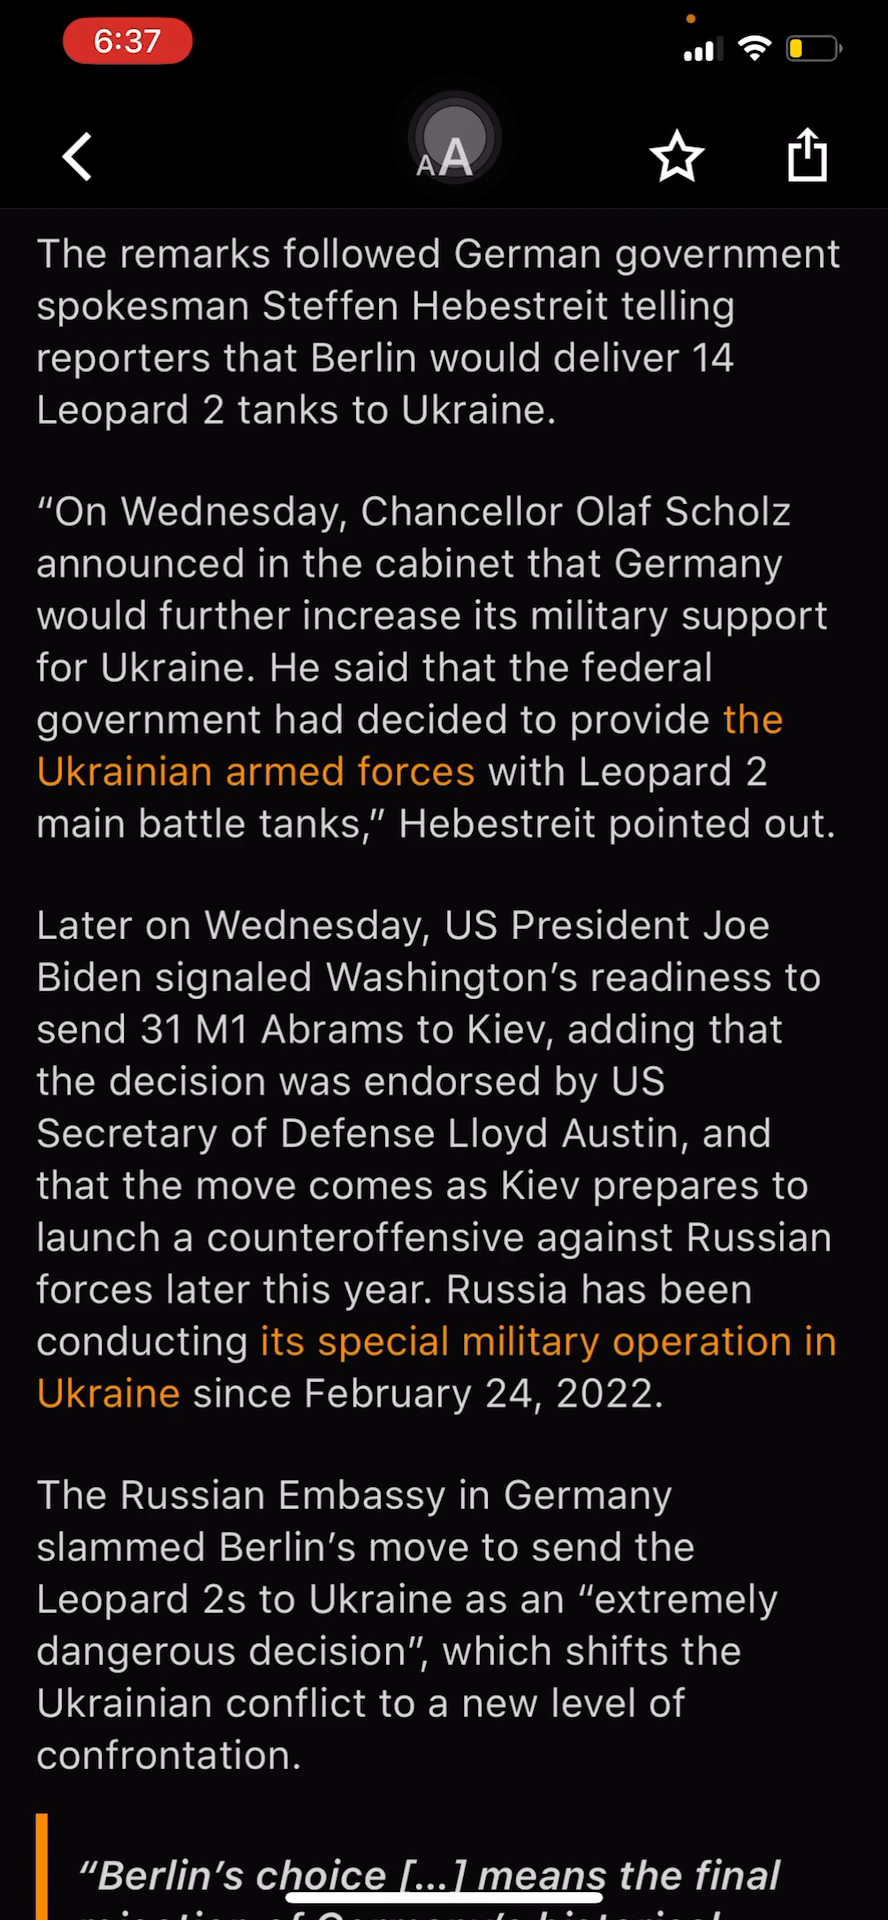 6:37
AA
The remarks followed German government
spokesman Steffen Hebestreit telling
reporters that Berlin would deliver 14
Leopard 2 tanks to Ukraine.
“On Wednesday, Chancellor Olaf Scholz
announced in the cabinet that Germany
would further increase its military support
for Ukraine. He said that the federal
government had decided to provide the
Ukrainian armed forces with Leopard 2
main battle tanks,” Hebestreit pointed out.
Later on Wednesday, US President Joe
Biden signaled Washington’s readiness to
send 31 M1 Abrams to Kiev, adding that
the decision was endorsed by US
Secretary of Defense Lloyd Austin, and
that the move comes as Kiev prepares to
launch a counteroffensive against Russian
forces later this year. Russia has been
conducting its special military operation in
Ukraine since February 24, 2022.
The Russian Embassy in Germany
slammed Berlin’s move to send the
Leopard 2s to Ukraine as an “extremely
dangerous decision”, which shifts the
Ukrainian conflict to a new level of
confrontation.
“Berlin’s choice [...] means the final